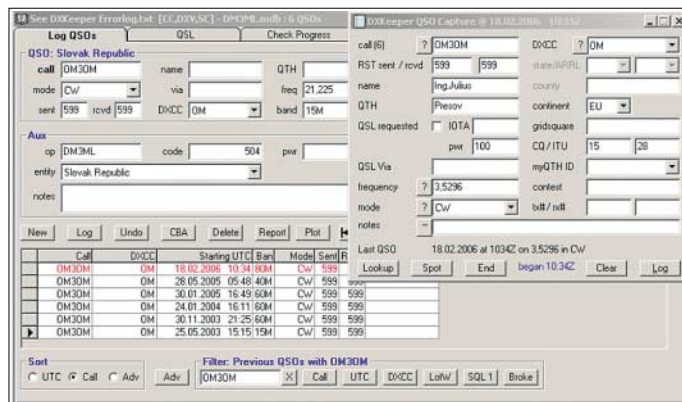 See DXKeeper Errorlog.txt [CC,DXV,SC] - DM3ML.mdb : 6 QSOs
Log QSOs QSL Check Progress
QSO: Slovak Republic
call OM3OM name QTH
mode CW via freq 21,225
sent 599 rcvd 599 DXCC OM band 15M
Aux
op DM3ML code 504 pwr
entity Slovak Republic
notes
New Log Undo CBA Delete Report Plot
Call DXCC Starting UTC Ban Mode Sent R
OM3OM OM 18.02.2006 10:34 80M CW 599 599
OM3OM OM 28.05.2005 05:48 40M CW 599 599
OM3OM OM 30.01.2005 16:49 60M CW 599 599
OM3OM OM 24.01.2004 16:11 60M CW 599 599
OM3OM OM 30.11.2003 21:25 60M CW 599 599
OM3OM OM 25.05.2003 15:15 15M CW 599 599
Sort
UTC Call Adv Adv
Filter: Previous QSOs with OM3OM
OM3OM X Call UTC DXCC LotW SQL 1 Broke
DXKeeper QSO Capture @ 18.02.2006
call (6) ? OM3OM DXCC ? OM
RST sent / rcvd 599 599 state/ARRL
name Ing.Julius county
QTH Presov continent EU
QSL requested IOTA gridsquare
pwr 100 CQ / ITU 15 28
QSL Via myQTH ID
frequency ? 3,5296 contest
mode ? CW tx# / rx#
notes –
Last QSO 18.02.2006 at 1034Z on 3,5296 in CW
Lookup Spot End began 10:34Z Clear Log